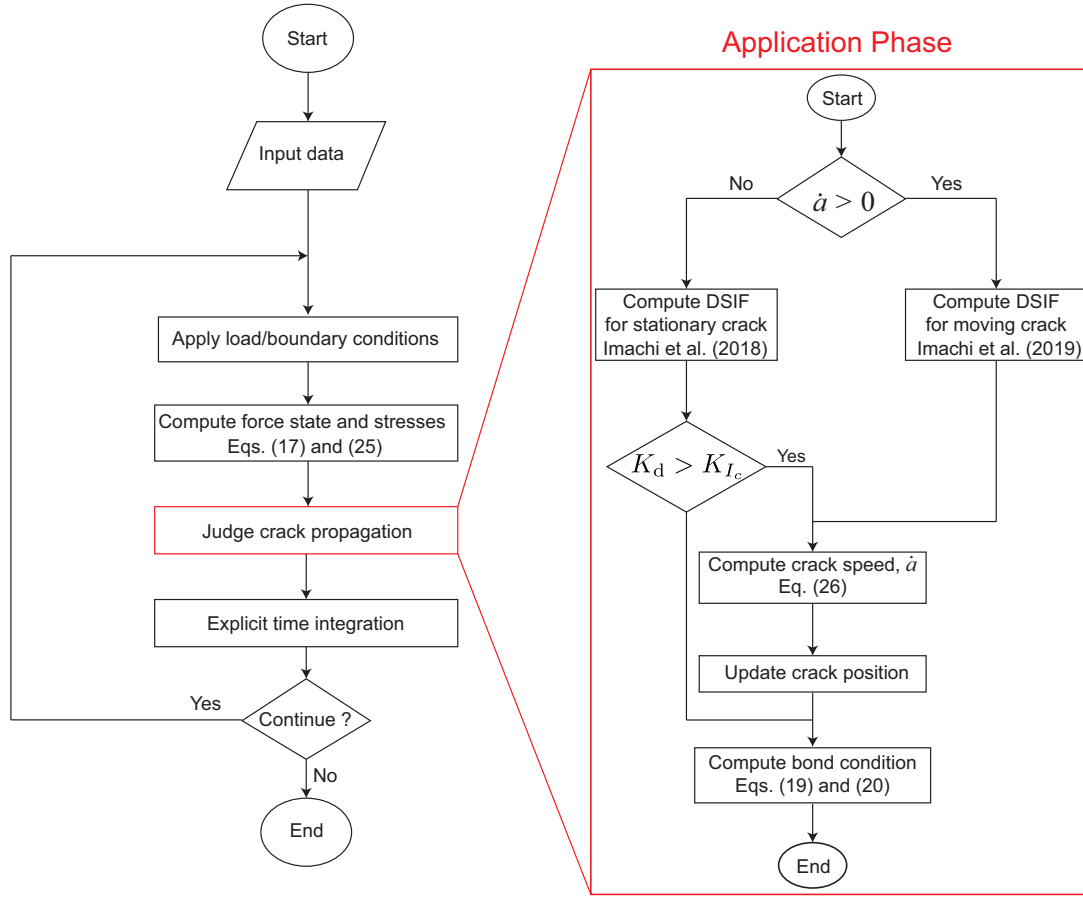 Start
Input data
Apply load/boundary conditions
Compute force state and stresses
Eqs. (17) and (25)
Judge crack propagation
Explicit time integration
Continue ?
Yes
No
End
Application Phase
Start
ȧ > 0
No
Yes
Compute DSIF
for stationary crack
Imachi et al. (2018)
Compute DSIF
for moving crack
Imachi et al. (2019)
K_d > K_{I_c}
Yes
Compute crack speed, ȧ
Eq. (26)
Update crack position
Compute bond condition
Eqs. (19) and (20)
End